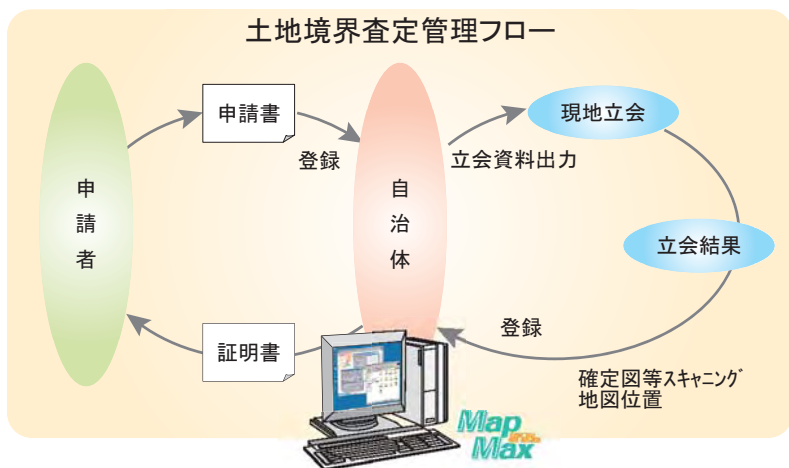 土地境界査定管理フロー
申請書
現地立会
登録
立会資料出力
申請者
自治体
立会結果
証明書
登録
確定図等スキャニング
地図位置
Map
Max